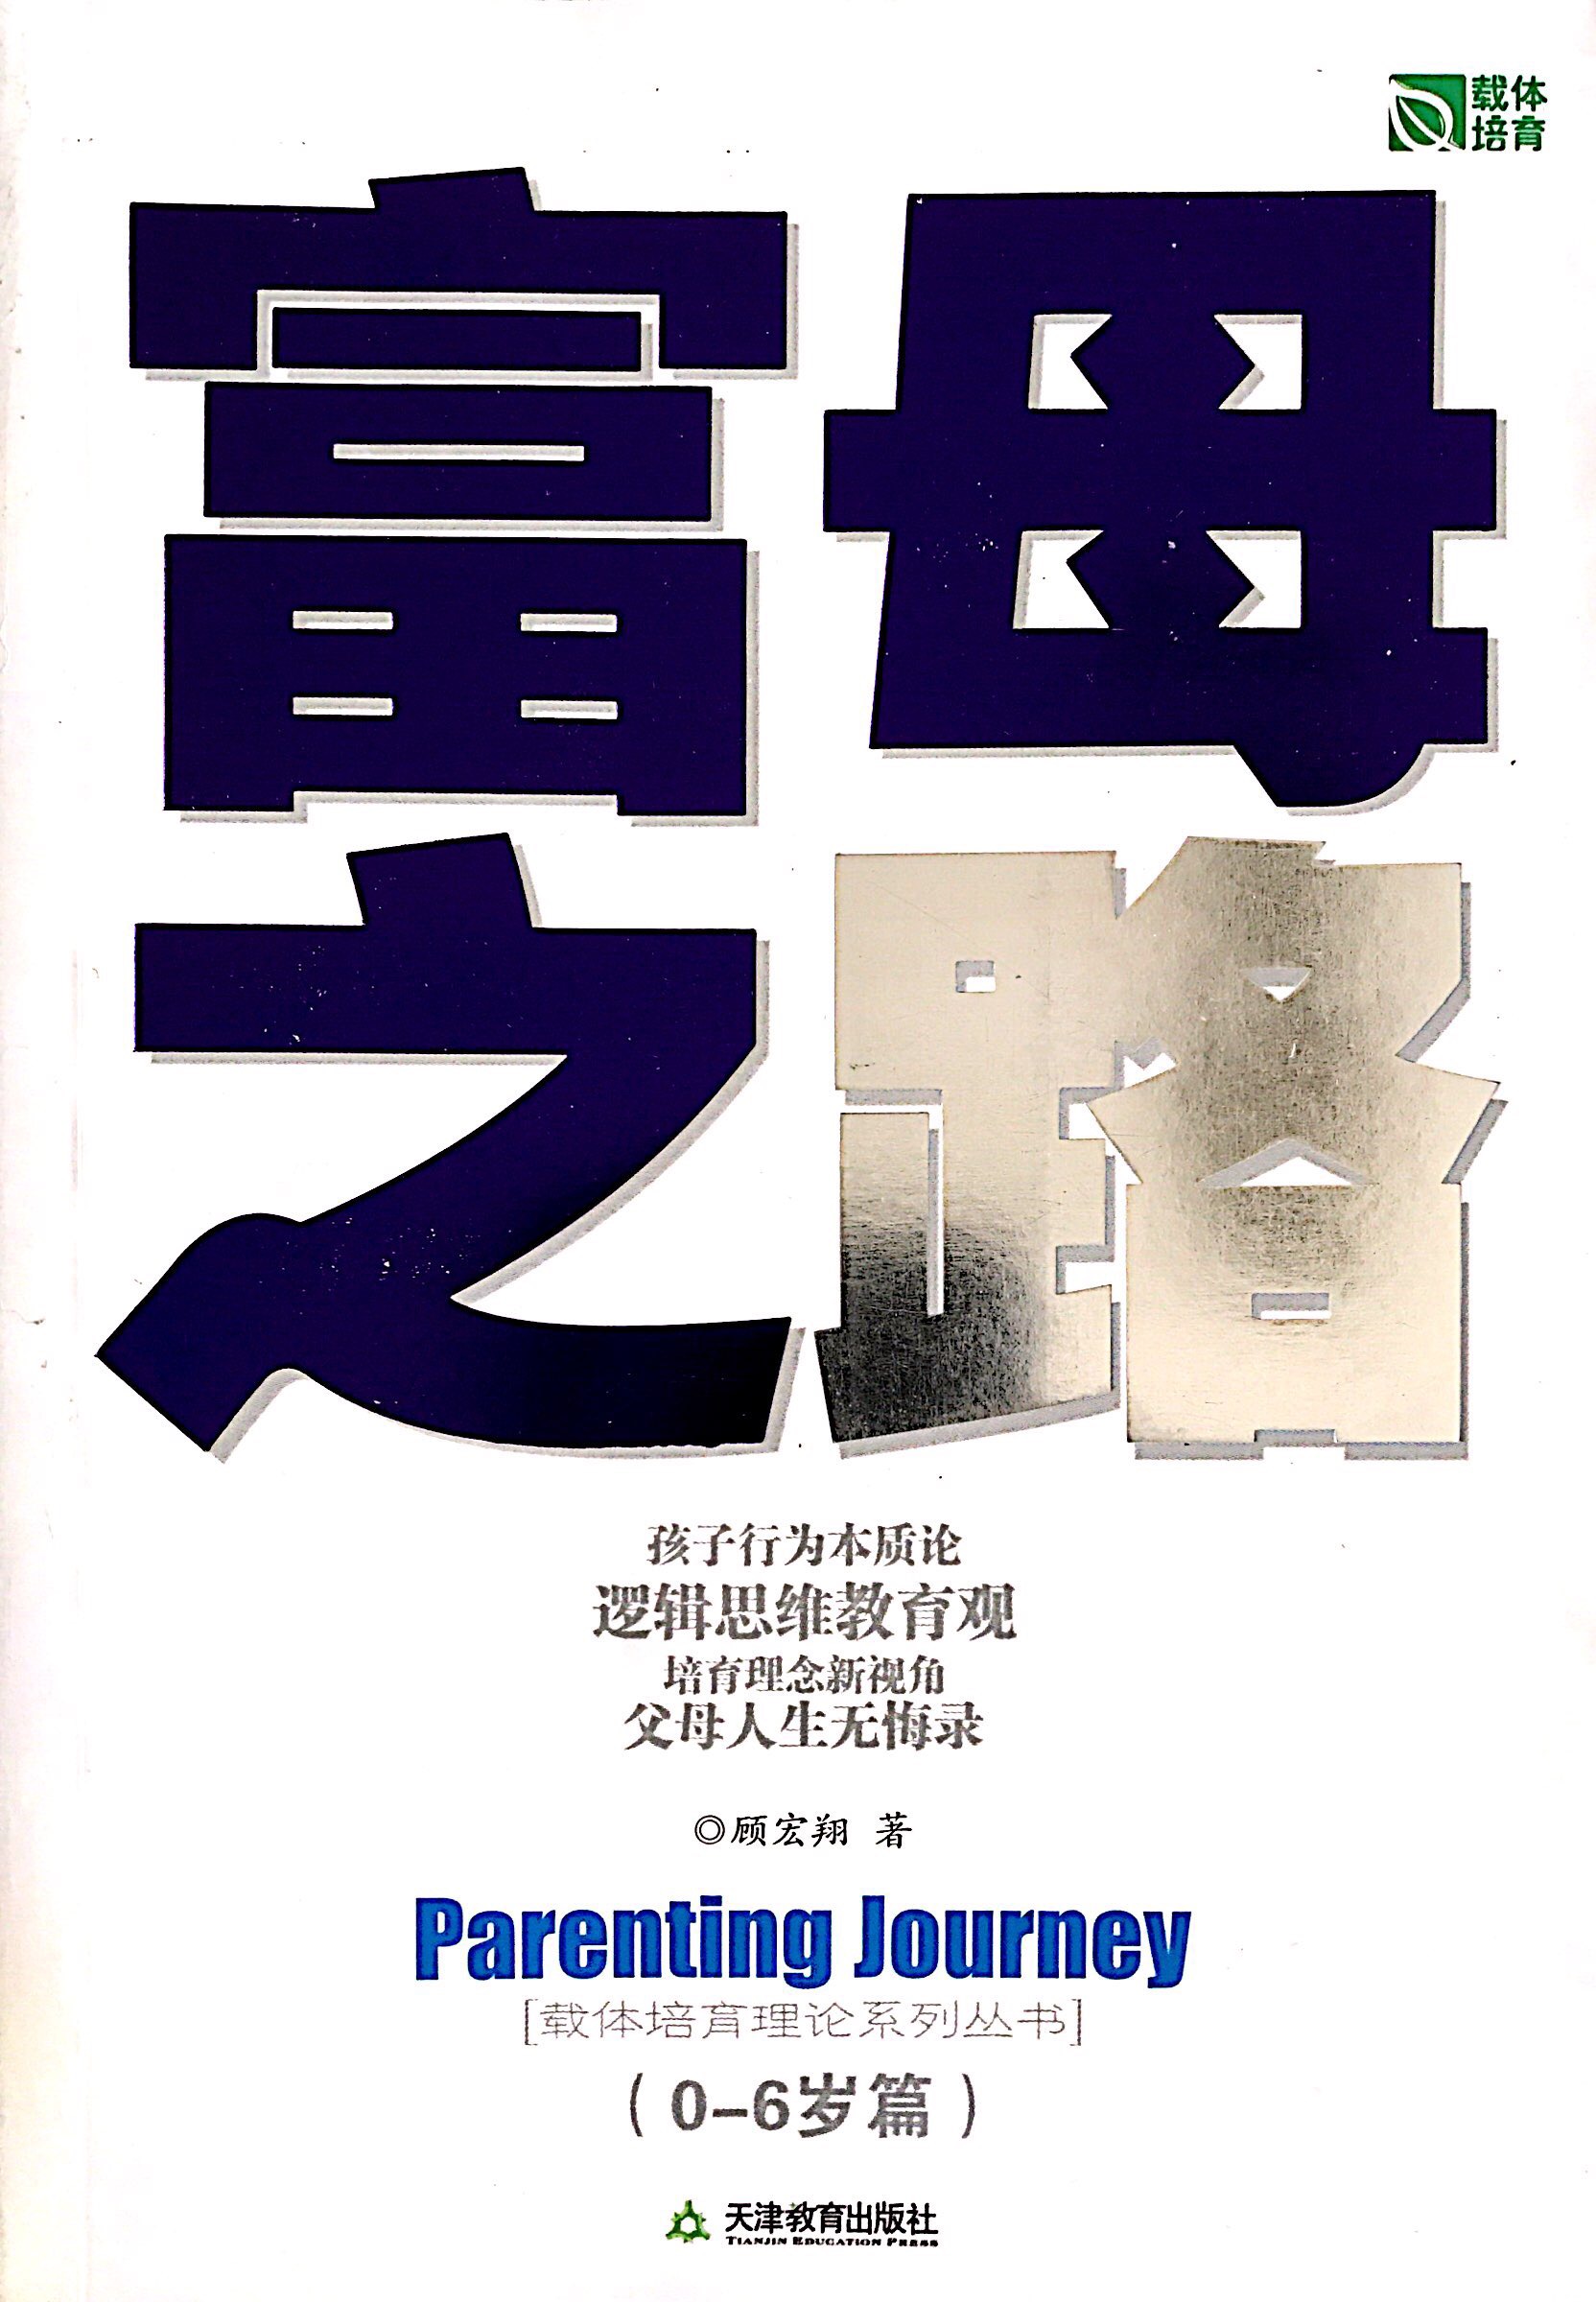 载体
培育
富母
之路
孩子行为本质论
逻辑思维教育观
培育理念新视角
父母人生无悔录
◎顾宏翔 著
Parenting Journey
[载体培育理论系列丛书]
(0-6岁篇)
天津教育出版社
TIANJIN EDUCATION PRESS